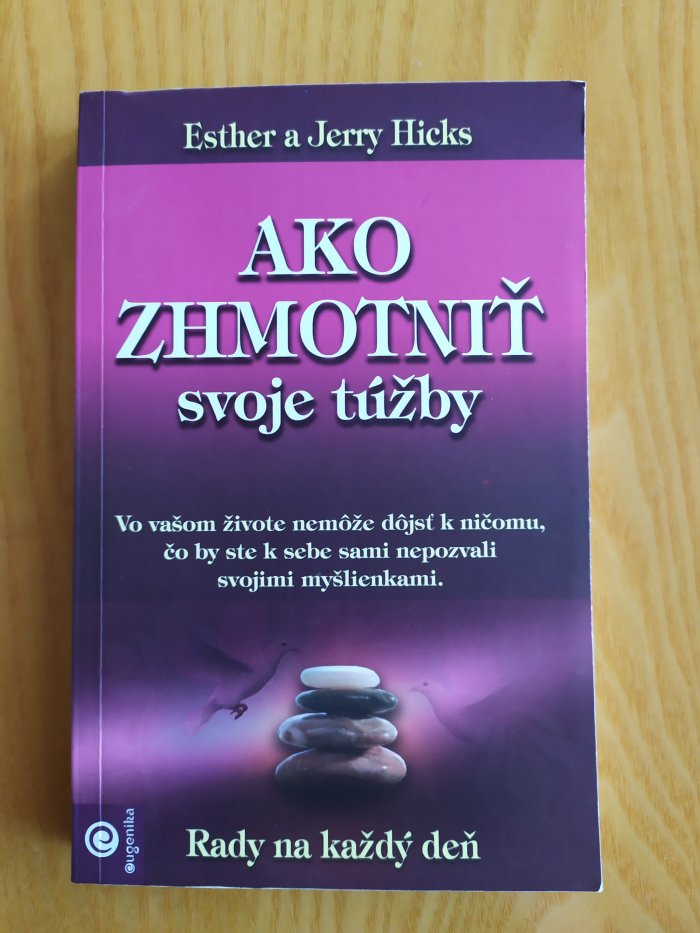 Esther a Jerry Hicks
AKO
ZHMOTNIŤ
svoje túžby
Vo vašom živote nemôže dôjsť k ničomu,
čo by ste k sebe sami nepozvali
svojimi myšlienkami.
eugenika
Rady na každý deň